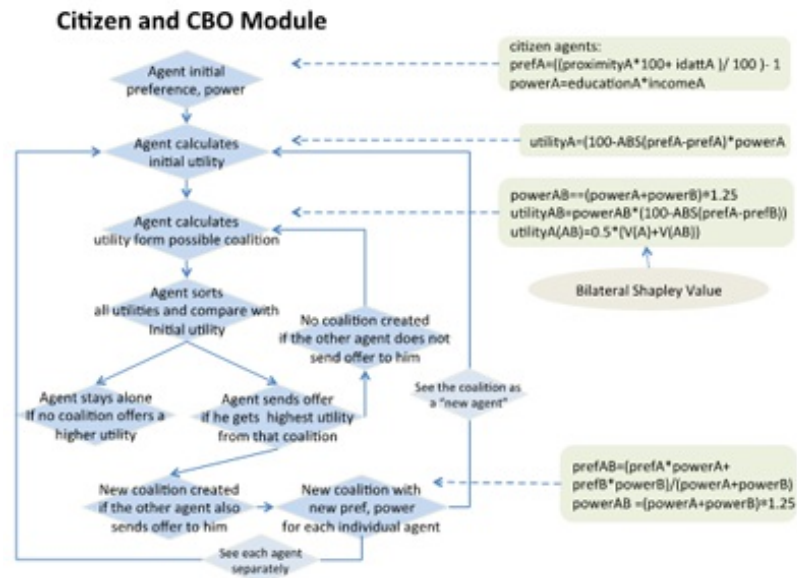 Citizen and CBO Module
Agent initial
preference, power
citizen agents:
prefA=((proximityA*100+ idattA )/ 100 )- 1
powerA=educationA*incomeA
Agent calculates
initial utility
utilityA=(100-ABS(prefA-prefA)*powerA
Agent calculates
utility form possible coalition
powerAB==(powerA+powerB)*1.25
utilityAB=powerAB*(100-ABS(prefA-prefB))
utilityA(AB)=0.5*(V(A)+V(AB))
Bilateral Shapley Value
Agent sorts
all utilities and compare with
Initial utility
No coalition created
if the other agent does not
send offer to him
Agent stays alone
If no coalition offers a
higher utility
Agent sends offer
if he gets highest utility
from that coalition
See the coalition as
a "new agent"
New coalition created
if the other agent also
sends offer to him
New coalition with
new pref, power
for each individual agent
prefAB=(prefA*powerA+
prefB*powerB)/(powerA+powerB)
powerAB =(powerA+powerB)*1.25
See each agent
separately